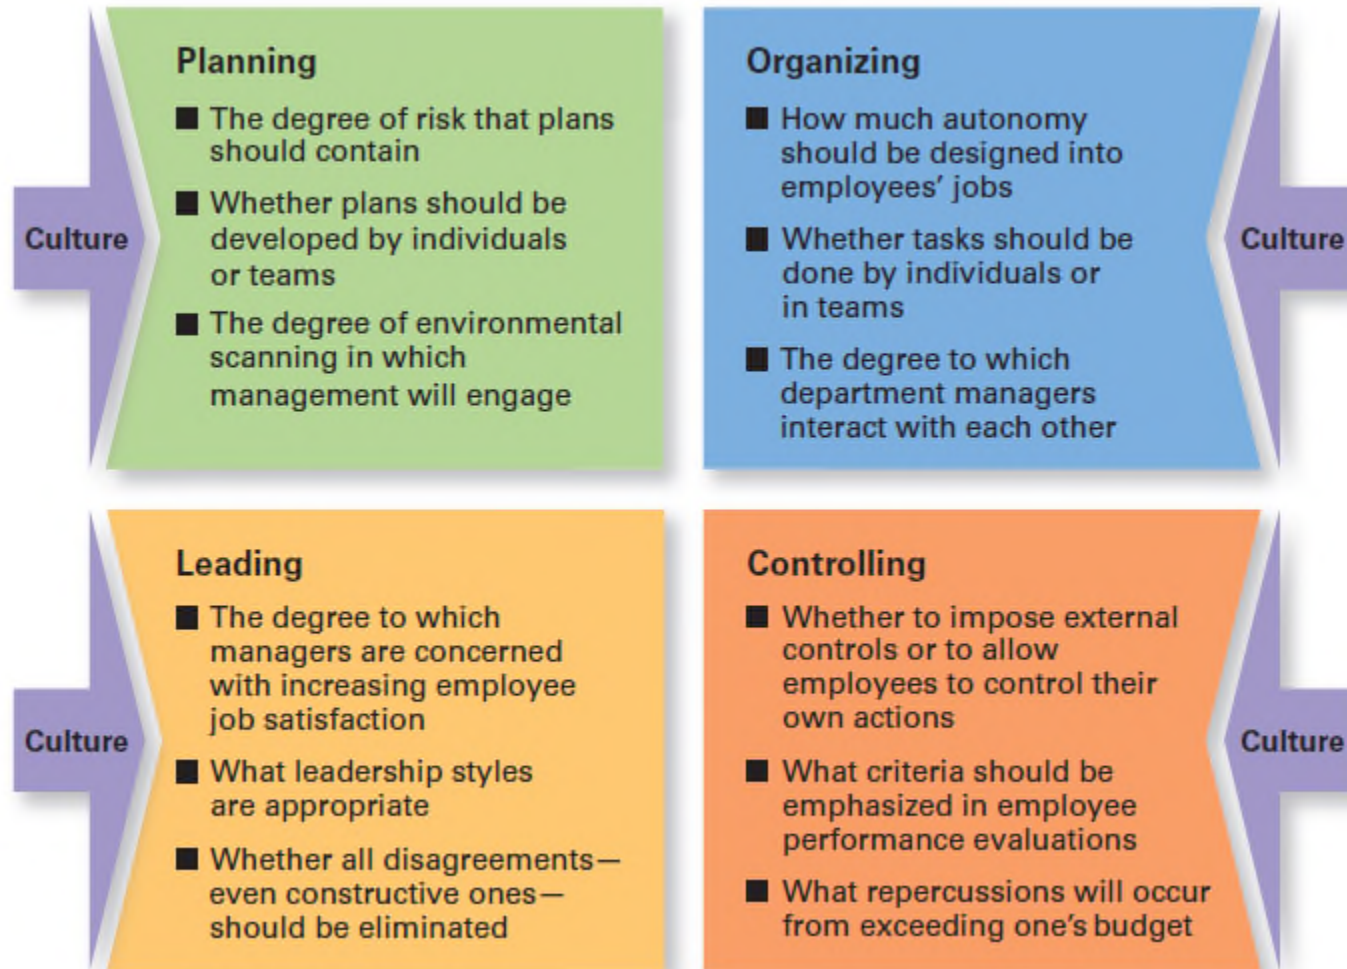 Planning
■ The degree of risk that plans
should contain
■ Whether plans should be
developed by individuals
or teams
■ The degree of environmental
scanning in which
management will engage
Culture
Organizing
■ How much autonomy
should be designed into
employees’ jobs
■ Whether tasks should be
done by individuals or
in teams
■ The degree to which
department managers
interact with each other
Culture
Leading
■ The degree to which
managers are concerned
with increasing employee
job satisfaction
■ What leadership styles
are appropriate
■ Whether all disagreements—
even constructive ones—
should be eliminated
Culture
Controlling
■ Whether to impose external
controls or to allow
employees to control their
own actions
■ What criteria should be
emphasized in employee
performance evaluations
■ What repercussions will occur
from exceeding one’s budget
Culture